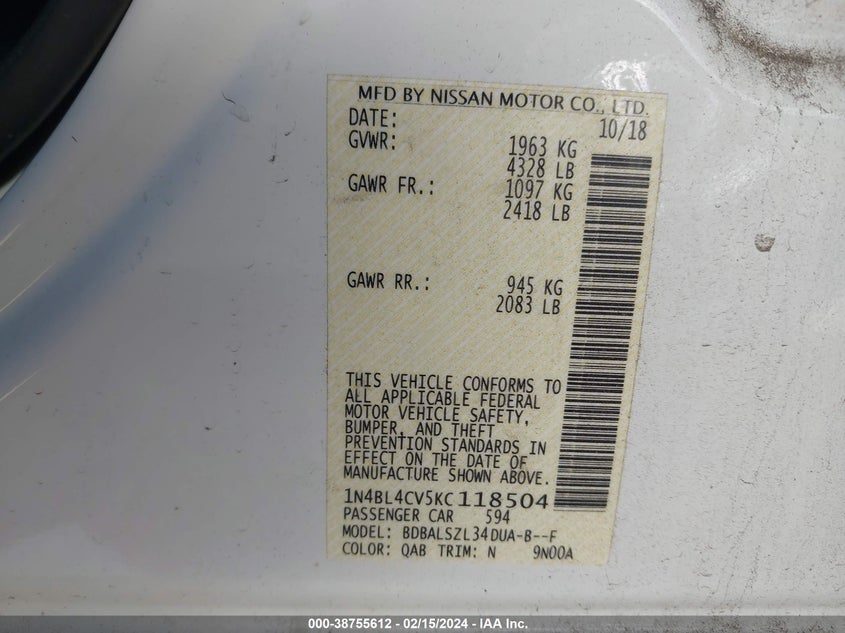 MFD BY NISSAN MOTOR CO., LTD.
DATE: 10/18
GVWR: 1963 KG
4328 LB
GAWR FR.: 1097 KG
2418 LB
GAWR RR.: 945 KG
2083 LB
THIS VEHICLE CONFORMS TO
ALL APPLICABLE FEDERAL
MOTOR VEHICLE SAFETY,
BUMPER, AND THEFT
PREVENTION STANDARDS IN
EFFECT ON THE DATE OF
MANUFACTURE SHOWN ABOVE.
1N4BL4CV5KC118504
PASSENGER CAR 594
MODEL: BDBALSZL34DUA-B--F
COLOR: QAB TRIM: N 9N00A
000-38755612 - 02/15/2024 - IAA Inc.